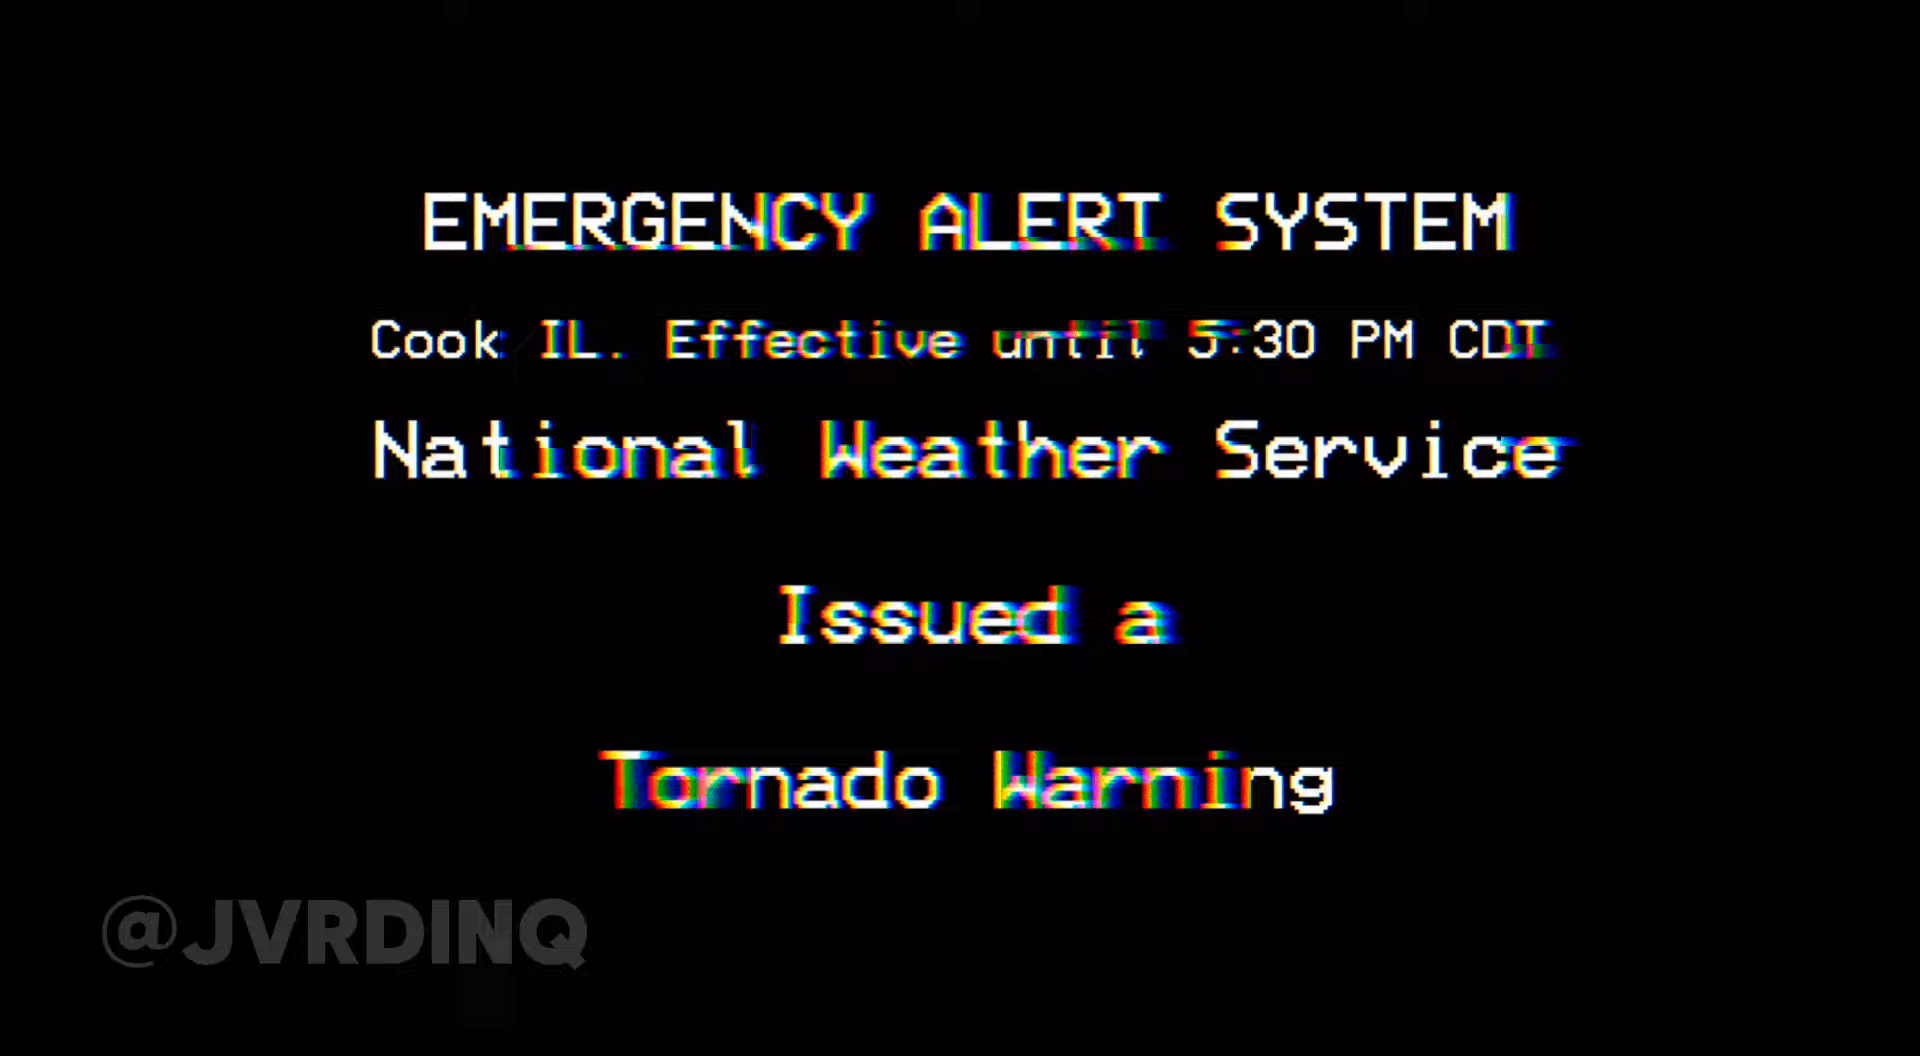 EMERGENCY ALERT SYSTEM
Cook IL. Effective until 5:30 PM CDT
National Weather Service
Issued a
Tornado Warning
@JVRDINQ